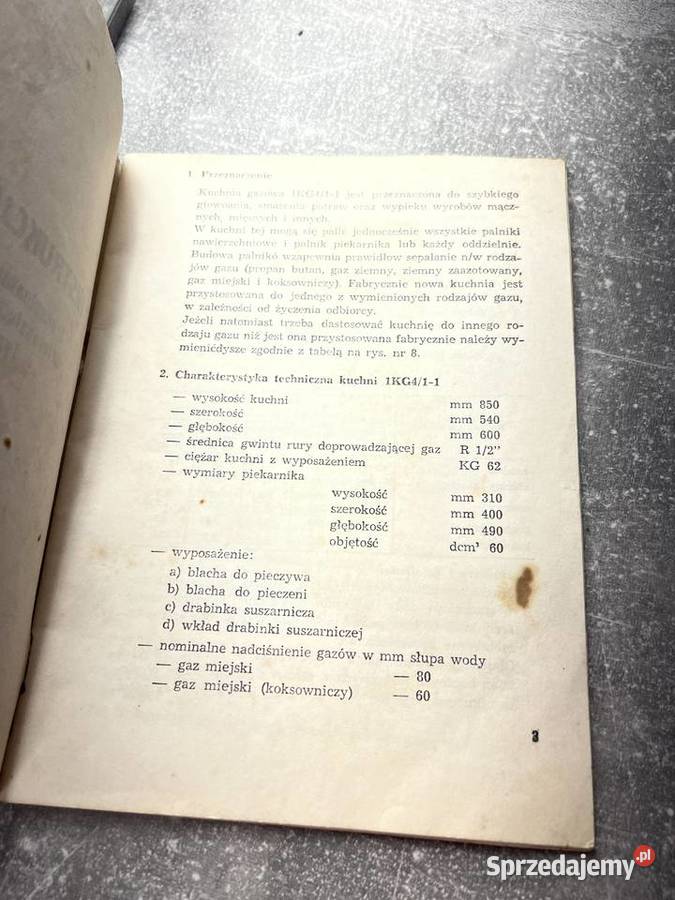 1. Przeznaczenie
Kuchnia gazowa 1KG4/1-1 jest przeznaczona do szybkiego
gotowania, smażenia potraw oraz wypieku wyrobów mącz-
nych, mięsnych i innych.
W kuchni tej mogą się palić jednocześnie wszystkie palniki
nawierzchniowe i palnik piekarnika lub każdy oddzielnie.
Budowa palników zapewnia prawidłow sepalanie n/w rodza-
jów gazu (propan butan, gaz ziemny, ziemny zaazotowany,
gaz miejski i koksowniczy). Fabrycznie nowa kuchnia jest
przystosowana do jednego z wymienionych rodzajów gazu,
w zależności od życzenia odbiorcy.
Jeżeli natomiast trzeba dastosować kuchnię do innego ro-
dzaju gazu niż jest ona przystosowana fabrycznie należy wy-
mienićdysze zgodnie z tabelą na rys. nr 8.
2. Charakterystyka techniczna kuchni 1KG4/1-1
— wysokość kuchni mm 850
— szerokość mm 540
— głębokość mm 600
— średnica gwintu rury doprowadzającej gaz R 1/2"
— ciężar kuchni z wyposażeniem KG 62
— wymiary piekarnika
wysokość mm 310
szerokość mm 400
głębokość mm 490
objętość dcm³ 60
— wyposażenie:
a) blacha do pieczywa
b) blacha do pieczeni
c) drabinka suszarnicza
d) wkład drabinki suszarniczej
— nominalne nadciśnienie gazów w mm słupa wody
— gaz miejski — 80
— gaz miejski (koksowniczy) — 60
3
Sprzedajemy.pl